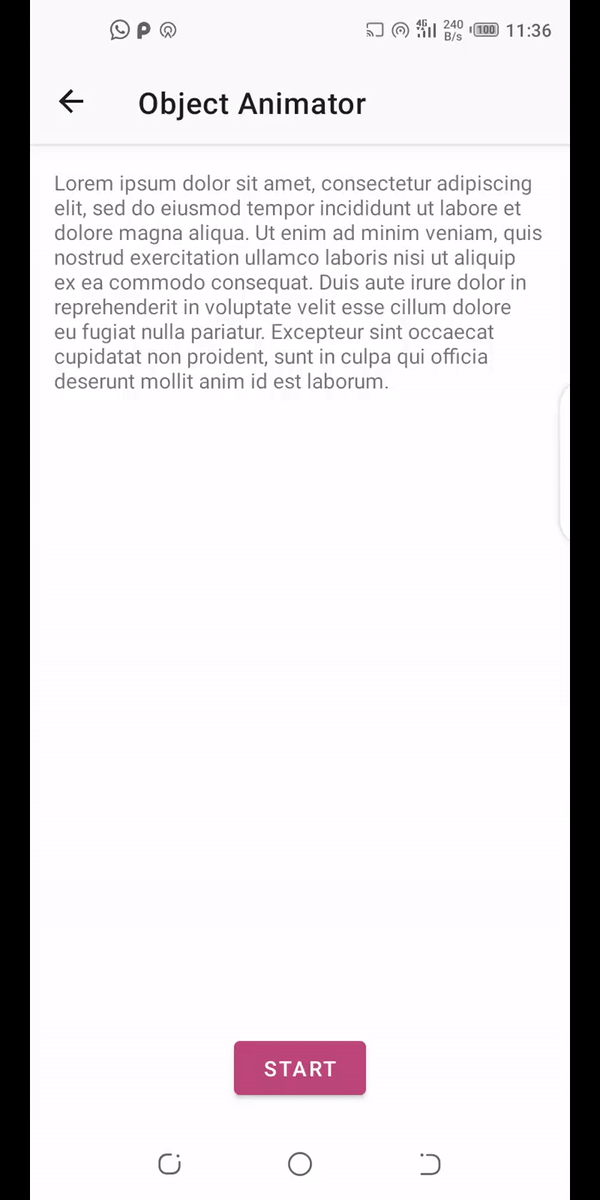 4G 240 B/s 100 11:36
Object Animator
Lorem ipsum dolor sit amet, consectetur adipiscing
elit, sed do eiusmod tempor incididunt ut labore et
dolore magna aliqua. Ut enim ad minim veniam, quis
nostrud exercitation ullamco laboris nisi ut aliquip
ex ea commodo consequat. Duis aute irure dolor in
reprehenderit in voluptate velit esse cillum dolore
eu fugiat nulla pariatur. Excepteur sint occaecat
cupidatat non proident, sunt in culpa qui officia
deserunt mollit anim id est laborum.
START